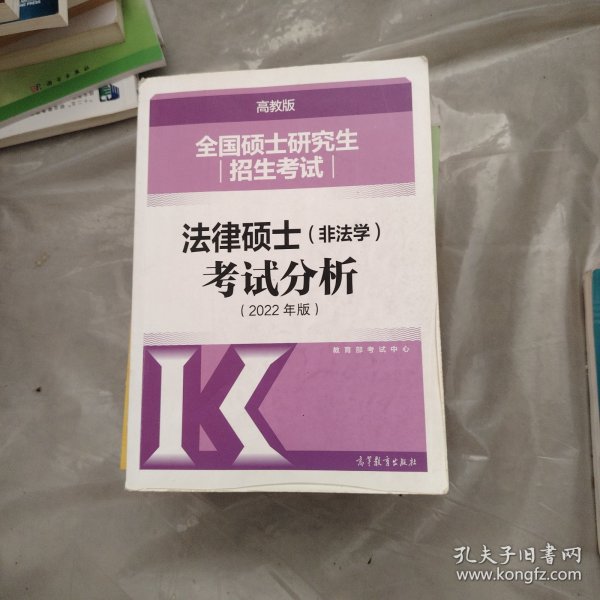 高教版
全国硕士研究生
招生考试
法律硕士(非法学)
考试分析
(2022年版)
教育部考试中心
高等教育出版社
孔夫子旧书网
www.kongfz.com